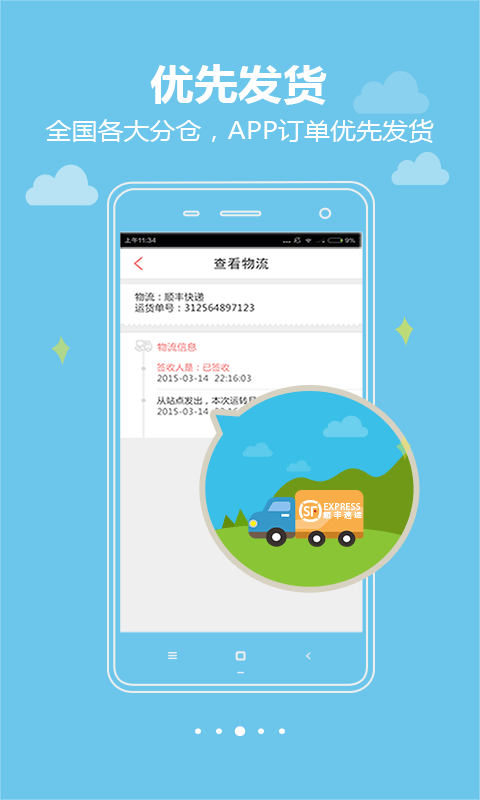 优先发货
全国各大分仓，APP订单优先发货
上午11:34
9%
查看物流
物流：顺丰快递
运货单号：312564897123
物流信息
签收人是：已签收
2015-03-14 22:16:03
从站点发出，本次运转
2015-03-14
SF EXPRESS
顺丰速运